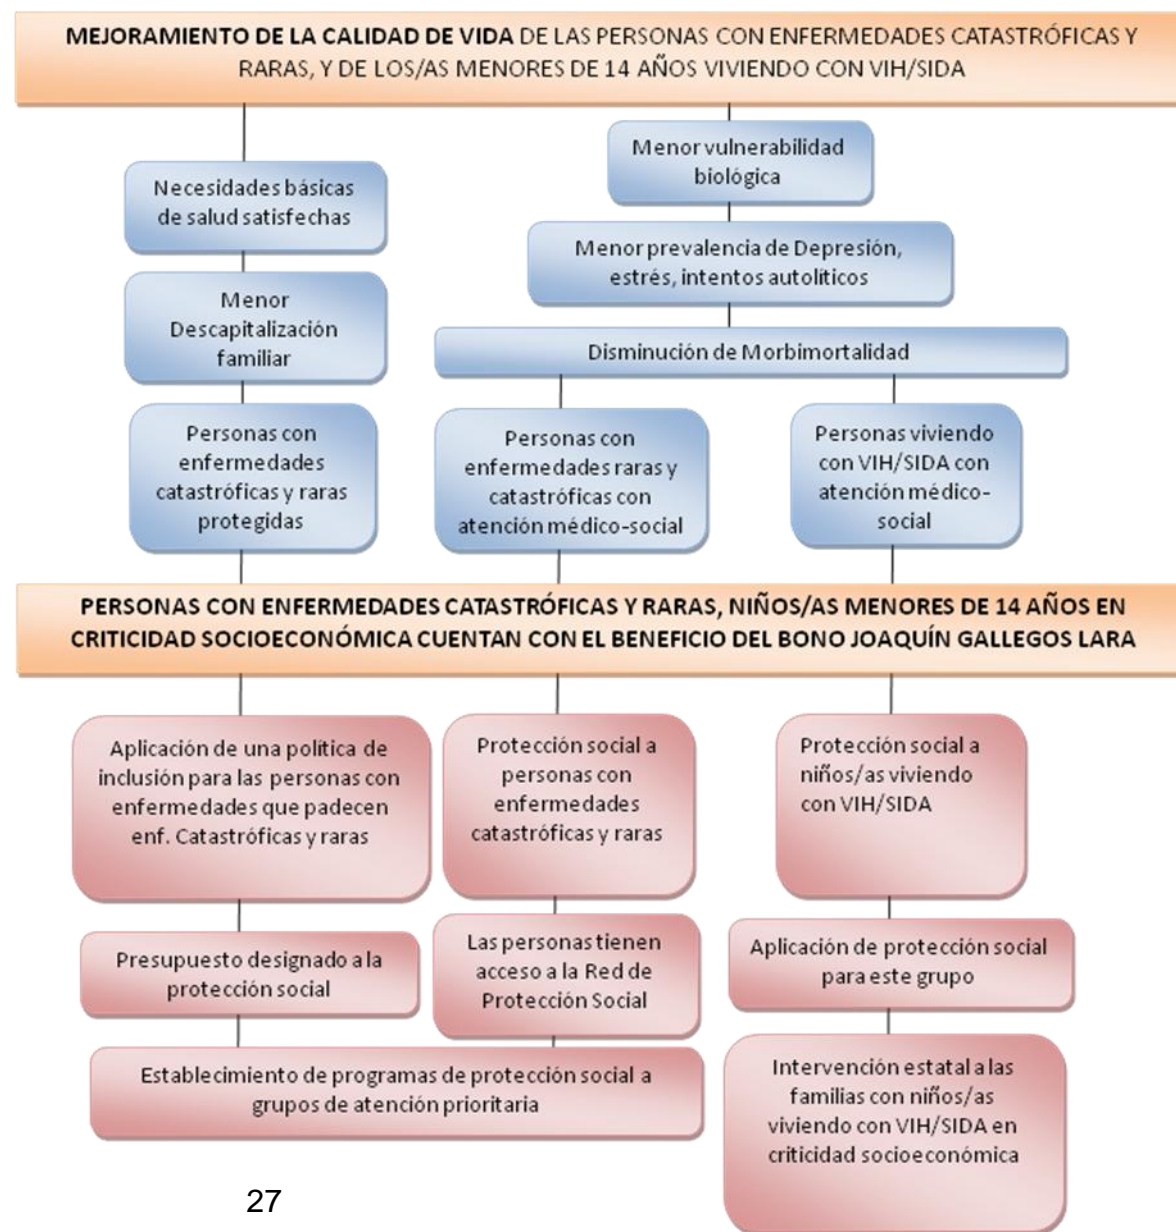 MEJORAMIENTO DE LA CALIDAD DE VIDA DE LAS PERSONAS CON ENFERMEDADES CATASTRÓFICAS Y
RARAS, Y DE LOS/AS MENORES DE 14 AÑOS VIVIENDO CON VIH/SIDA
Necesidades básicas
de salud satisfechas
Menor
Descapitalización
familiar
Personas con
enfermedades
catastróficas y raras
protegidas
Menor vulnerabilidad
biológica
Menor prevalencia de Depresión,
estrés, intentos autolíticos
Disminución de Morbimortalidad
Personas con
enfermedades raras y
catastróficas con
atención médico-social
Personas viviendo
con VIH/SIDA con
atención médico-
social
PERSONAS CON ENFERMEDADES CATASTRÓFICAS Y RARAS, NIÑOS/AS MENORES DE 14 AÑOS EN
CRITICIDAD SOCIOECONÓMICA CUENTAN CON EL BENEFICIO DEL BONO JOAQUÍN GALLEGOS LARA
Aplicación de una política de
inclusión para las personas con
enfermedades que padecen
enf. Catastróficas y raras
Presupuesto designado a la
protección social
Protección social a
personas con
enfermedades
catastróficas y raras
Las personas tienen
acceso a la Red de
Protección Social
Establecimiento de programas de protección social a
grupos de atención prioritaria
Protección social a
niños/as viviendo
con VIH/SIDA
Aplicación de protección social
para este grupo
Intervención estatal a las
familias con niños/as
viviendo con VIH/SIDA en
criticidad socioeconómica
27